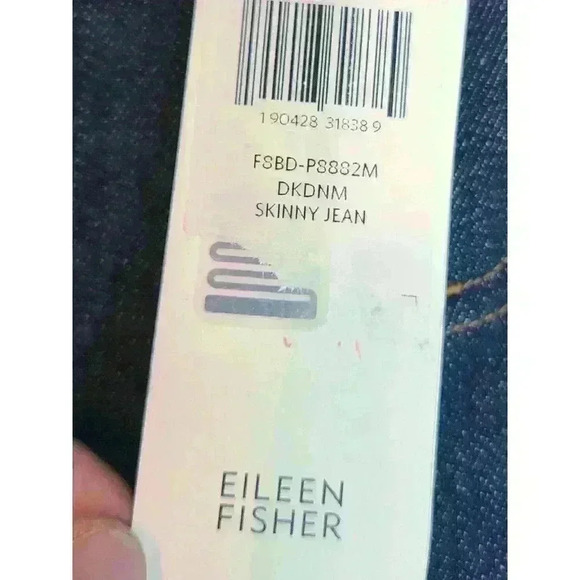 190428 31838 9
F8BD-P8882M
DKDNM
SKINNY JEAN
EILEEN
FISHER